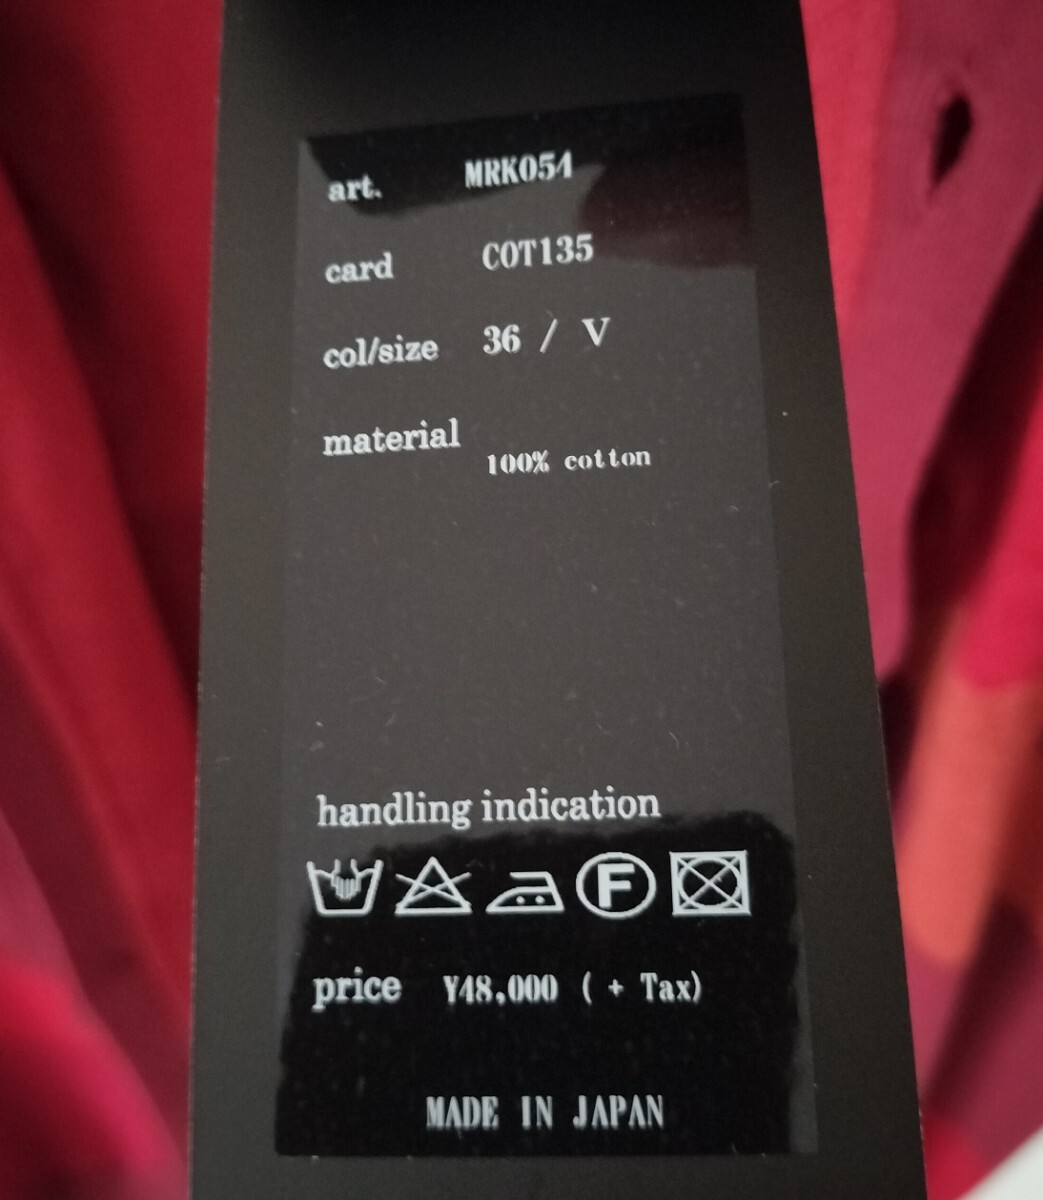 art. MRK054
card COT135
col/size 36 / V
material 100% cotton
handling indication
F
price ¥48,000 ( + Tax)
MADE IN JAPAN